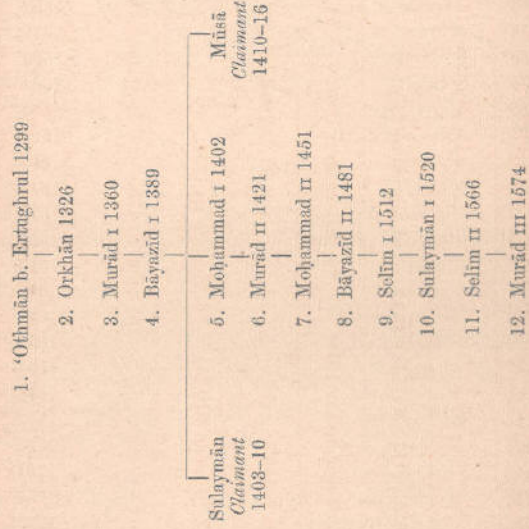 1. ‘Othmān b. Ertughrul 1299
2. Orkhān 1326
3. Murād I 1360
4. Bāyazīd I 1389
Sulaymān
Claimant
1403–10
5. Moḥammad I 1402
Mūsā
Claimant
1410–16
6. Murād II 1421
7. Moḥammad II 1451
8. Bāyazīd II 1481
9. Selīm I 1512
10. Sulaymān I 1520
11. Selīm II 1566
12. Murād III 1574